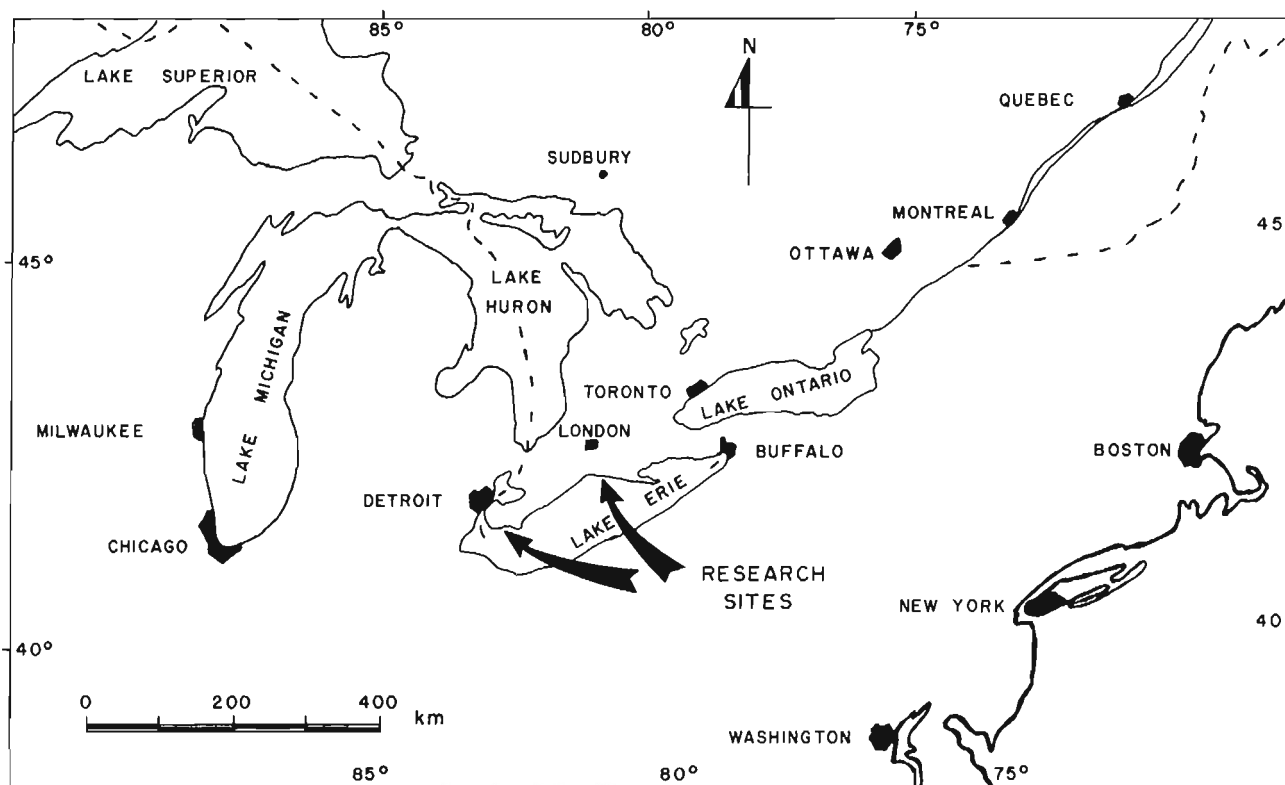 85°
80°
75°
LAKE SUPERIOR
N
QUEBEC
SUDBURY
MONTREAL
45
OTTAWA
45°
LAKE
HURON
LAKE MICHIGAN
TORONTO
LAKE ONTARIO
MILWAUKEE
LONDON
BUFFALO
BOSTON
DETROIT
LAKE ERIE
CHICAGO
RESEARCH
SITES
NEW YORK
40
40°
0 200 400
km
WASHINGTON
85°
80°
75°